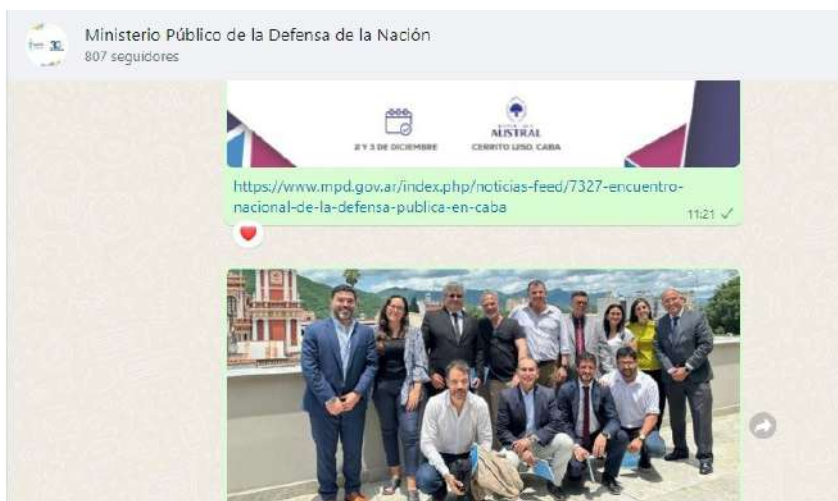 Ministerio Público de la Defensa de la Nación
807 seguidores
AUSTRAL
2 Y 3 DE DICIEMBRE
CERRITO 1250, CABA
https://www.mpd.gov.ar/index.php/noticias-feed/7327-encuentro-
nacional-de-la-defensa-publica-en-caba
11:21